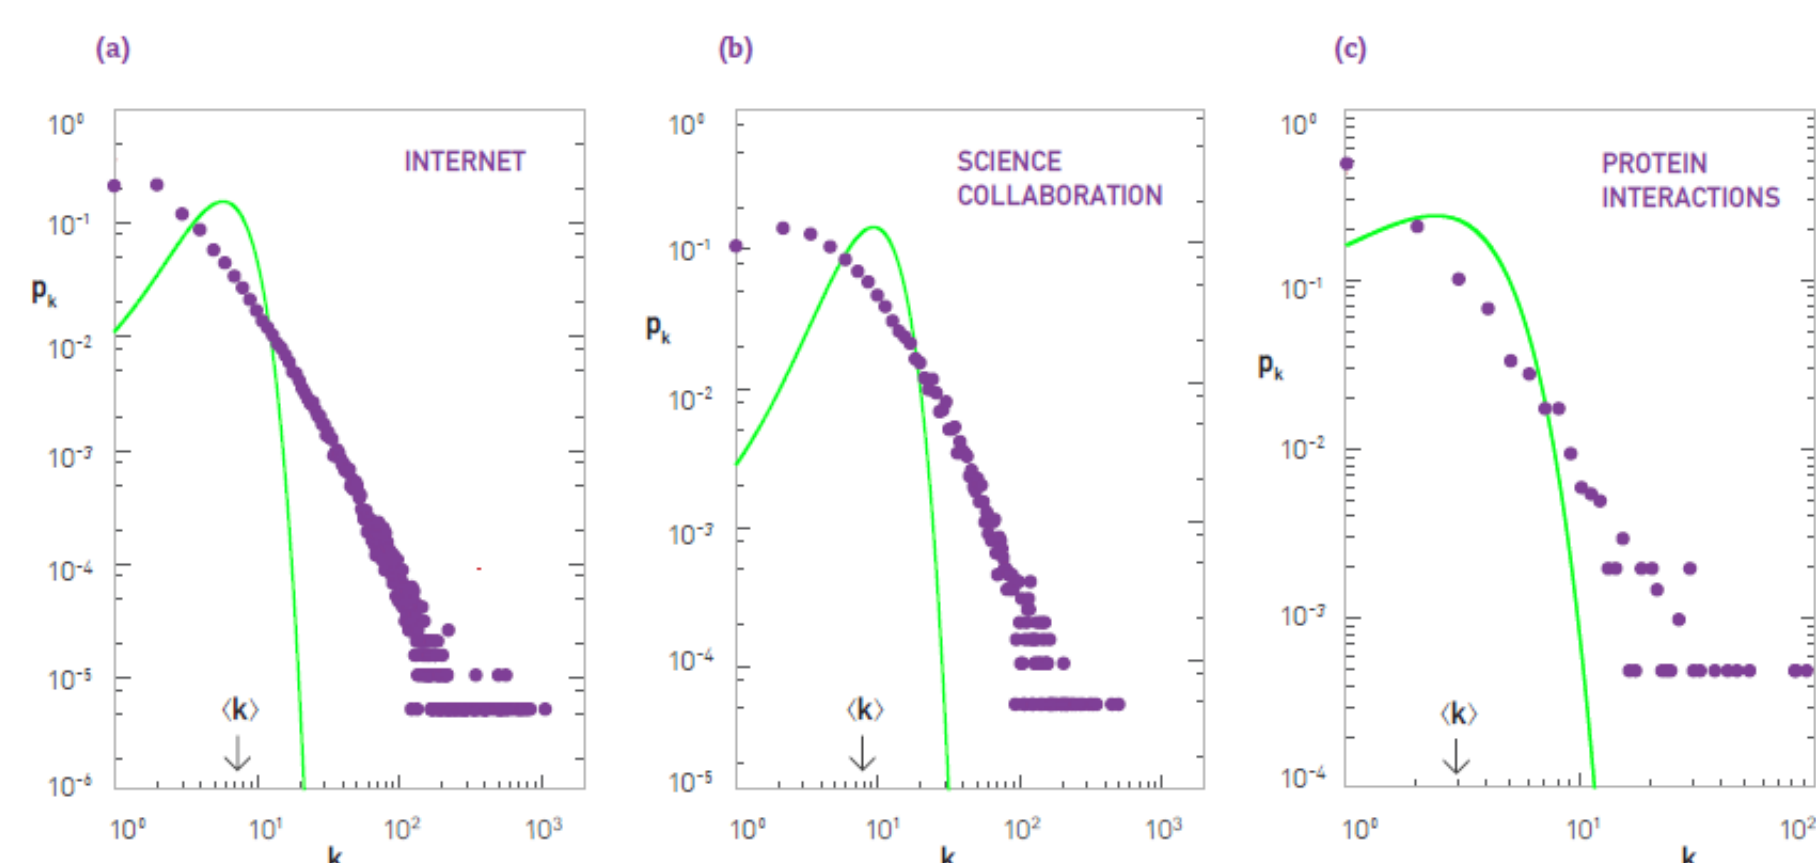 (a)
INTERNET
10⁰
10⁻¹
pₖ
10⁻²
10⁻³
10⁻⁴
10⁻⁵
10⁻⁶
⟨k⟩
10⁰ 10¹ 10² 10³
k
(b)
SCIENCE
COLLABORATION
10⁰
10⁻¹
pₖ
10⁻²
10⁻³
10⁻⁴
10⁻⁵
⟨k⟩
10⁰ 10¹ 10² 10³
k
(c)
PROTEIN
INTERACTIONS
10⁰
10⁻¹
pₖ
10⁻²
10⁻³
10⁻⁴
⟨k⟩
10⁰ 10¹ 10²
k